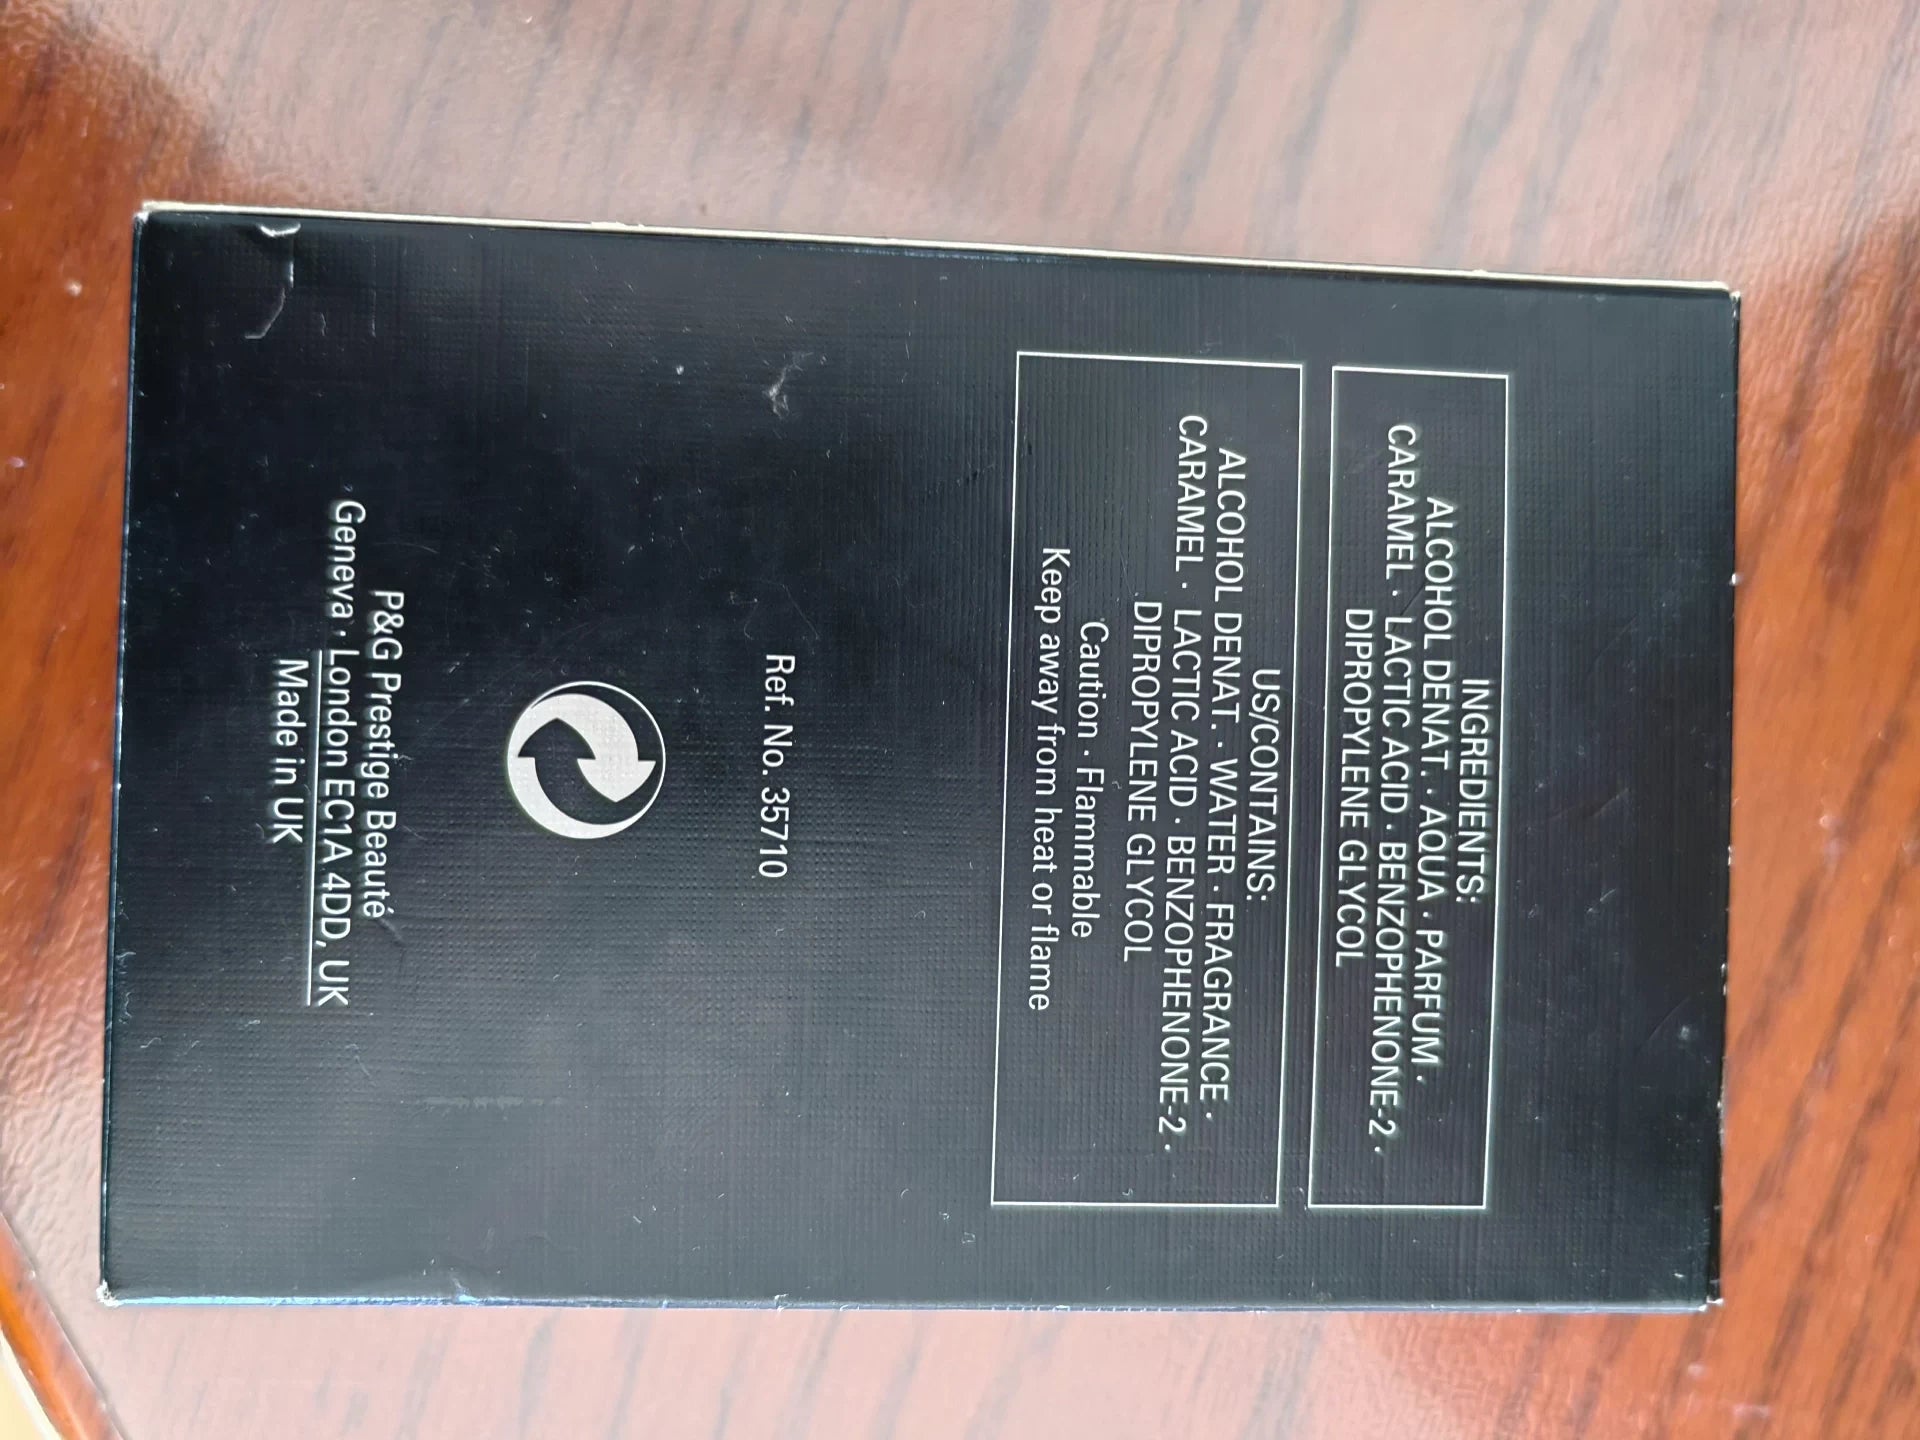 INGREDIENTS:
ALCOHOL DENAT. · AQUA · PARFUM ·
CARAMEL · LACTIC ACID · BENZOPHENONE-2 ·
DIPROPYLENE GLYCOL
US/CONTAINS:
ALCOHOL DENAT. · WATER · FRAGRANCE ·
CARAMEL · LACTIC ACID · BENZOPHENONE-2 ·
DIPROPYLENE GLYCOL
Caution · Flammable
Keep away from heat or flame
Ref. No. 35710
P&G Prestige Beauté
Geneva · London EC1A 4DD, UK
Made in UK